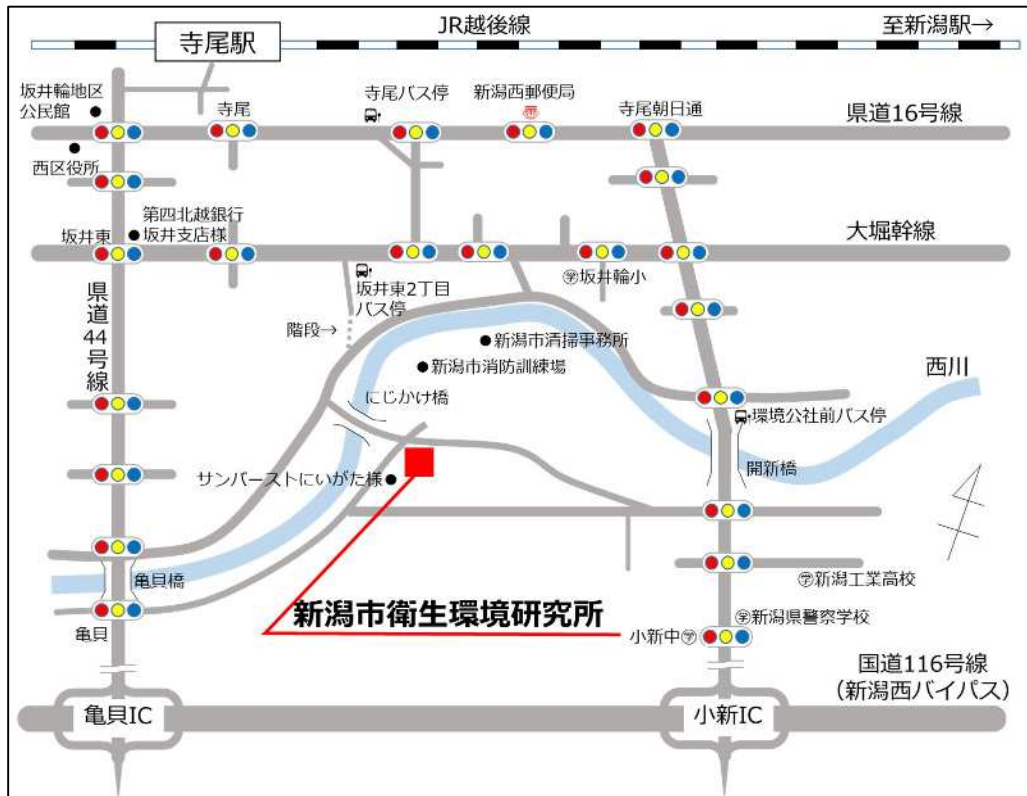 JR越後線
至新潟駅→
寺尾駅
坂井輪地区
公民館
寺尾
寺尾バス停
新潟西郵便局
寺尾朝日通
県道16号線
西区役所
第四北越銀行
坂井支店様
坂井東
大堀幹線
坂井東2丁目
バス停
㋻坂井輪小
県道44号線
階段→
新潟市清掃事務所
新潟市消防訓練場
西川
にじかけ橋
環境公社前バス停
開新橋
サンバーストにいがた様
亀貝橋
㋻新潟工業高校
亀貝
新潟市衛生環境研究所
㋻新潟県警察学校
小新中㋻
国道116号線
(新潟西バイパス)
亀貝IC
小新IC